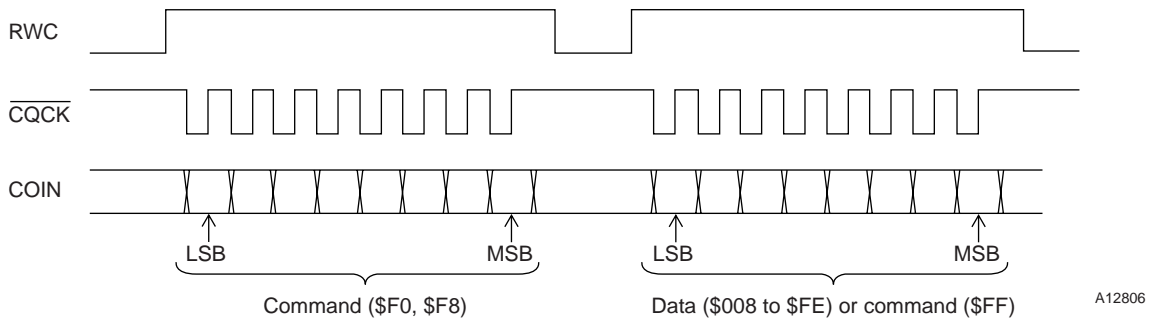 RWC
CQCK
COIN
LSB MSB LSB MSB
Command ($F0, $F8) Data ($008 to $FE) or command ($FF)
A12806